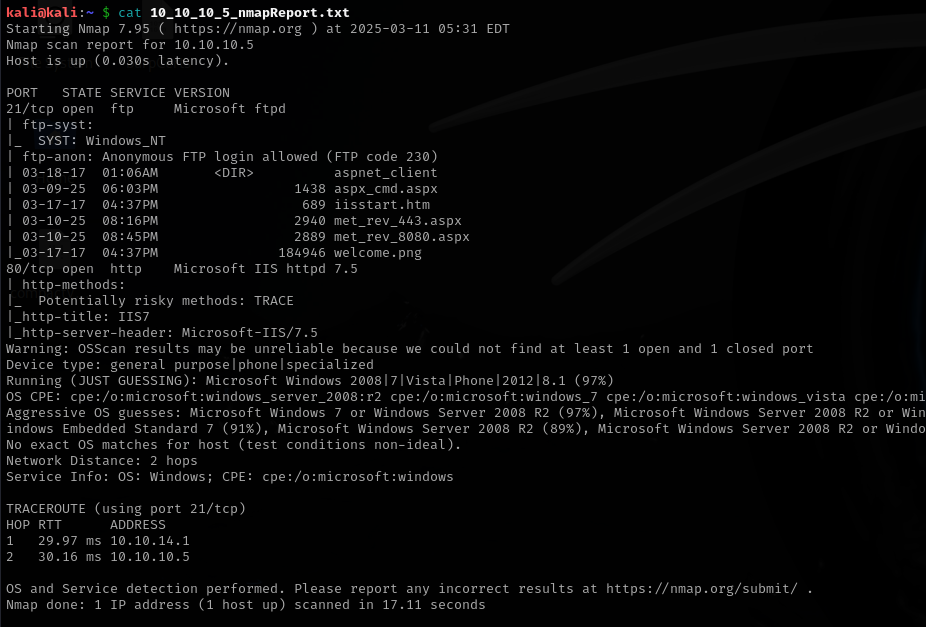 kali@kali:~ $ cat 10_10_10_5_nmapReport.txt
Starting Nmap 7.95 ( https://nmap.org ) at 2025-03-11 05:31 EDT
Nmap scan report for 10.10.10.5
Host is up (0.030s latency).

PORT   STATE SERVICE VERSION
21/tcp open  ftp     Microsoft ftpd
| ftp-syst:
|_  SYST: Windows_NT
| ftp-anon: Anonymous FTP login allowed (FTP code 230)
| 03-18-17  01:06AM       <DIR>          aspnet_client
| 03-09-25  06:03PM                 1438 aspx_cmd.aspx
| 03-17-17  04:37PM                  689 iisstart.htm
| 03-10-25  08:16PM                 2940 met_rev_443.aspx
| 03-10-25  08:45PM                 2889 met_rev_8080.aspx
|_03-17-17  04:37PM               184946 welcome.png
80/tcp open  http    Microsoft IIS httpd 7.5
| http-methods:
|_  Potentially risky methods: TRACE
|_http-title: IIS7
|_http-server-header: Microsoft-IIS/7.5
Warning: OSScan results may be unreliable because we could not find at least 1 open and 1 closed port
Device type: general purpose|phone|specialized
Running (JUST GUESSING): Microsoft Windows 2008|7|Vista|Phone|2012|8.1 (97%)
OS CPE: cpe:/o:microsoft:windows_server_2008:r2 cpe:/o:microsoft:windows_7 cpe:/o:microsoft:windows_vista cpe:/o:mi
Aggressive OS guesses: Microsoft Windows 7 or Windows Server 2008 R2 (97%), Microsoft Windows Server 2008 R2 or Win
indows Embedded Standard 7 (91%), Microsoft Windows Server 2008 R2 (89%), Microsoft Windows Server 2008 R2 or Windo
No exact OS matches for host (test conditions non-ideal).
Network Distance: 2 hops
Service Info: OS: Windows; CPE: cpe:/o:microsoft:windows

TRACEROUTE (using port 21/tcp)
HOP RTT      ADDRESS
1   29.97 ms 10.10.14.1
2   30.16 ms 10.10.10.5

OS and Service detection performed. Please report any incorrect results at https://nmap.org/submit/ .
Nmap done: 1 IP address (1 host up) scanned in 17.11 seconds